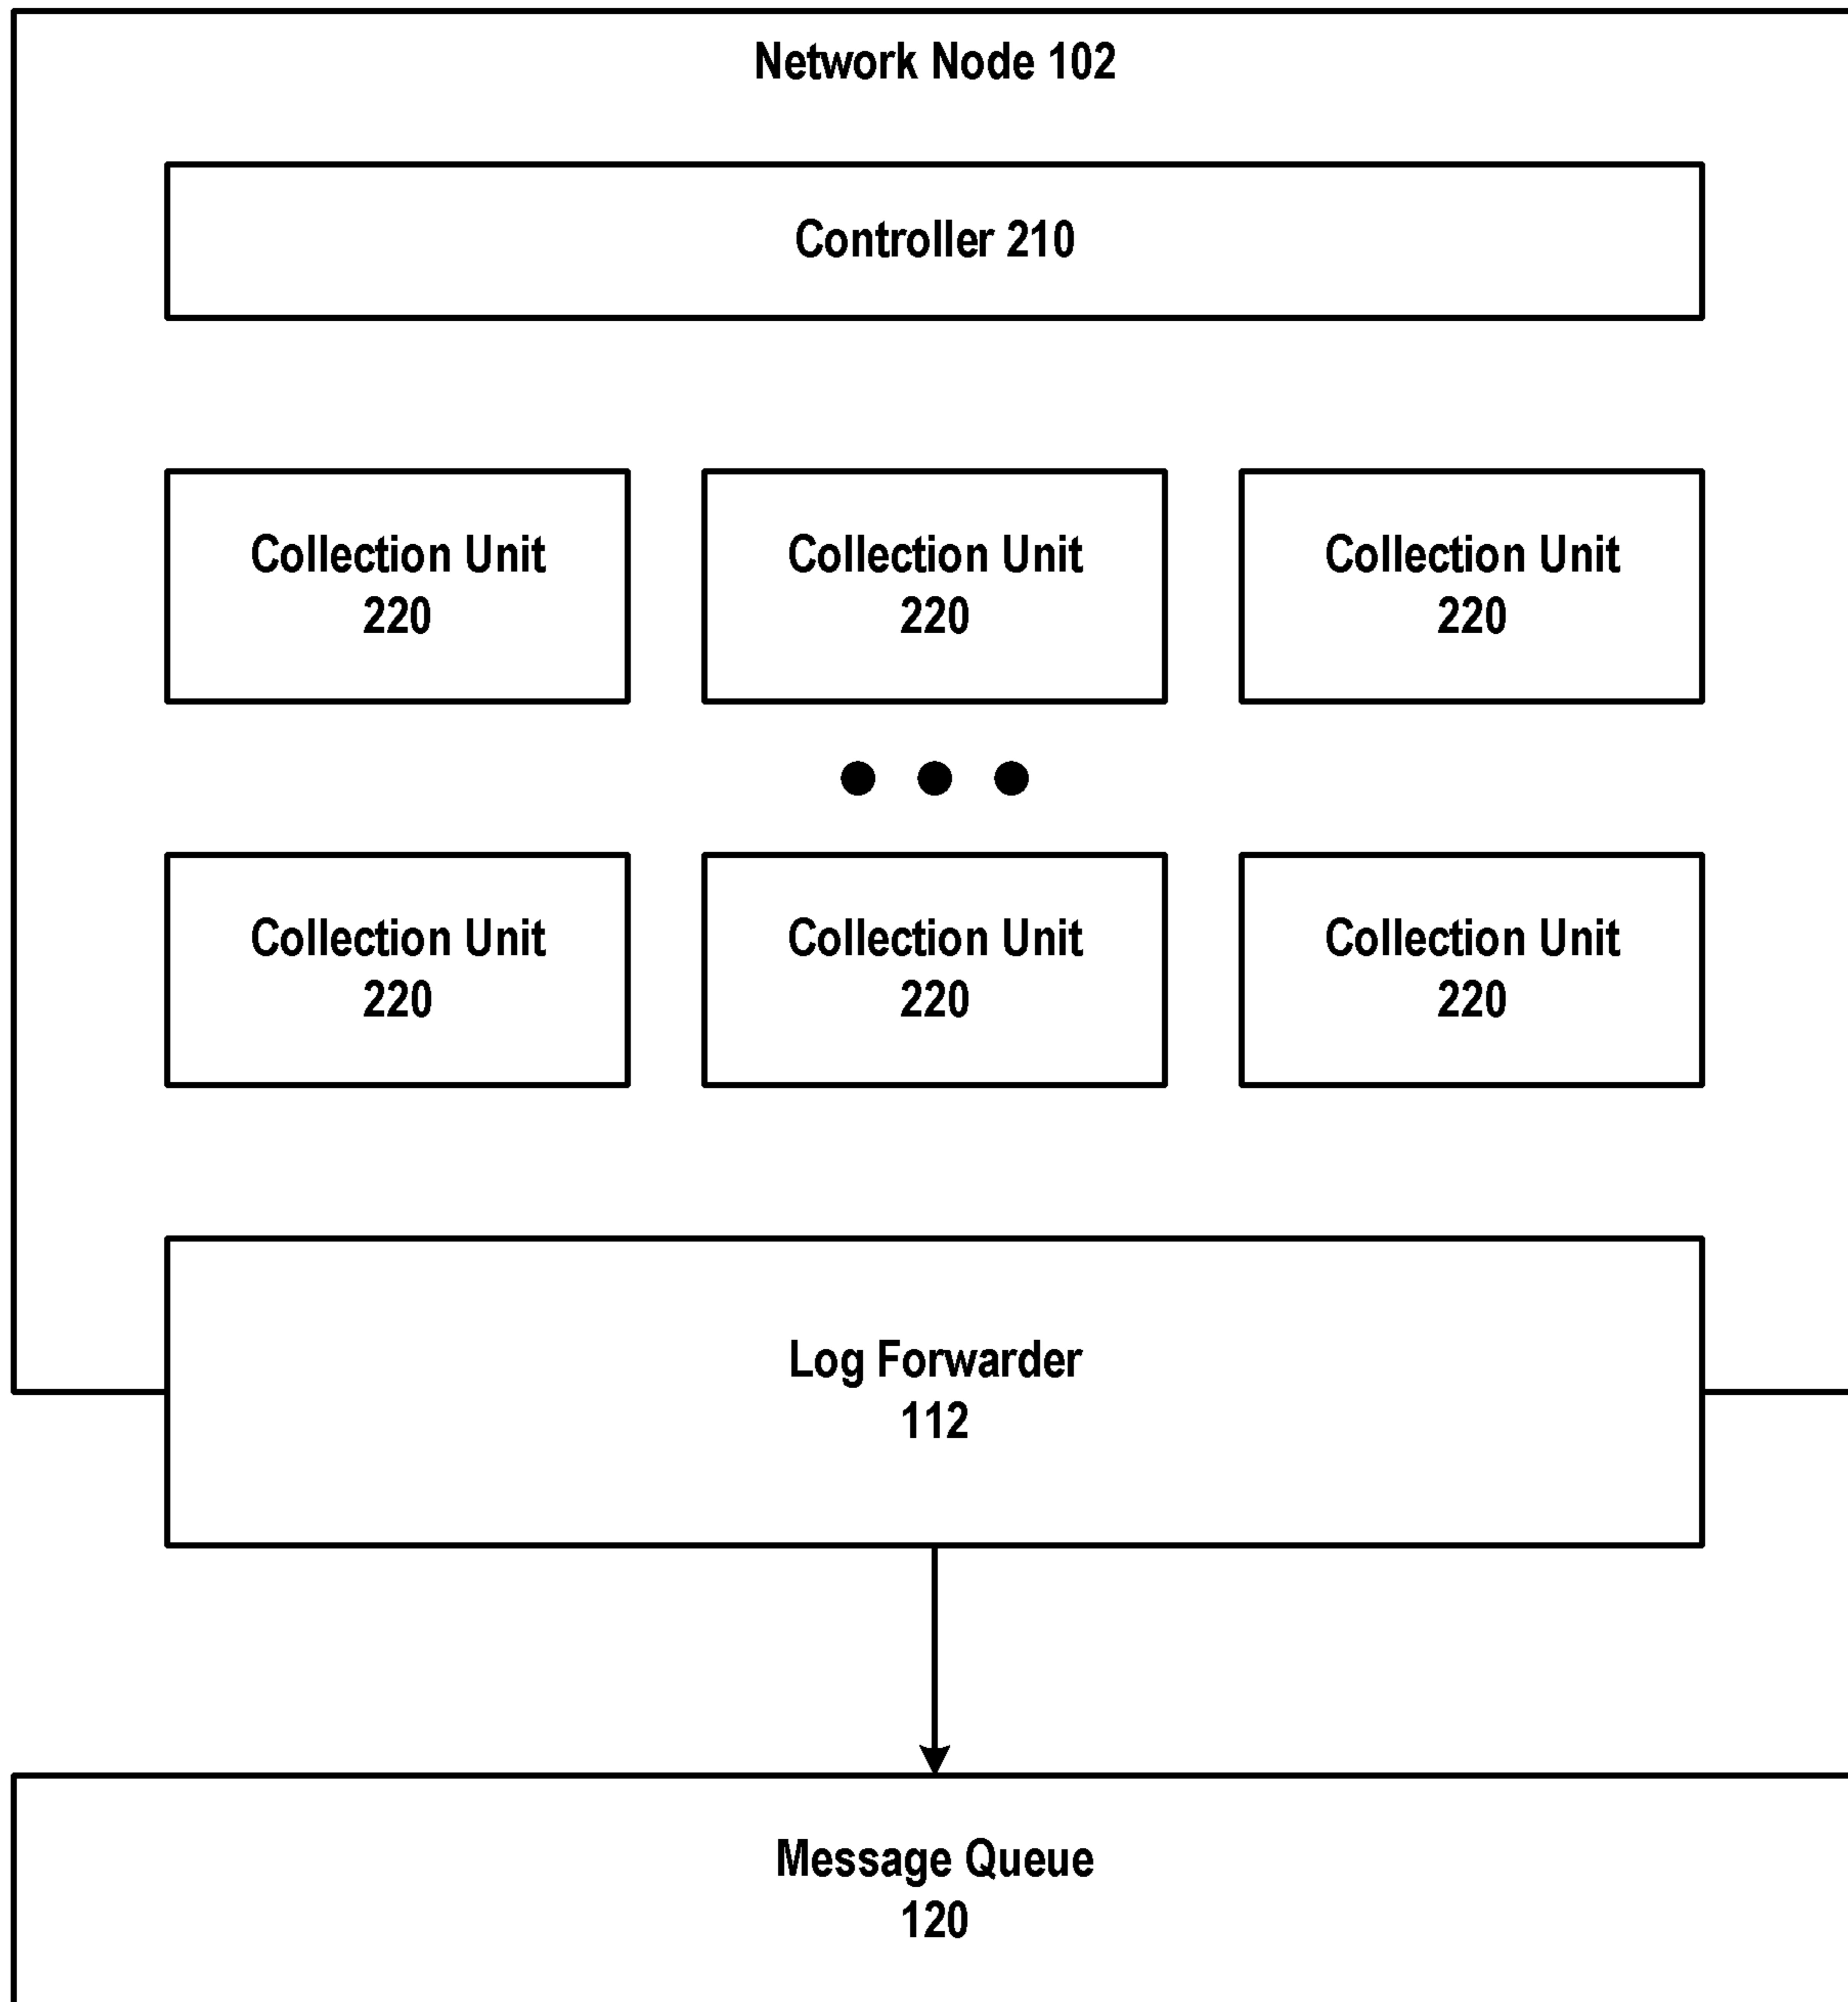 Network Node 102
Controller 210
Collection Unit
220
Collection Unit
220
Collection Unit
220
Collection Unit
220
Collection Unit
220
Collection Unit
220
Log Forwarder
112
Message Queue
120